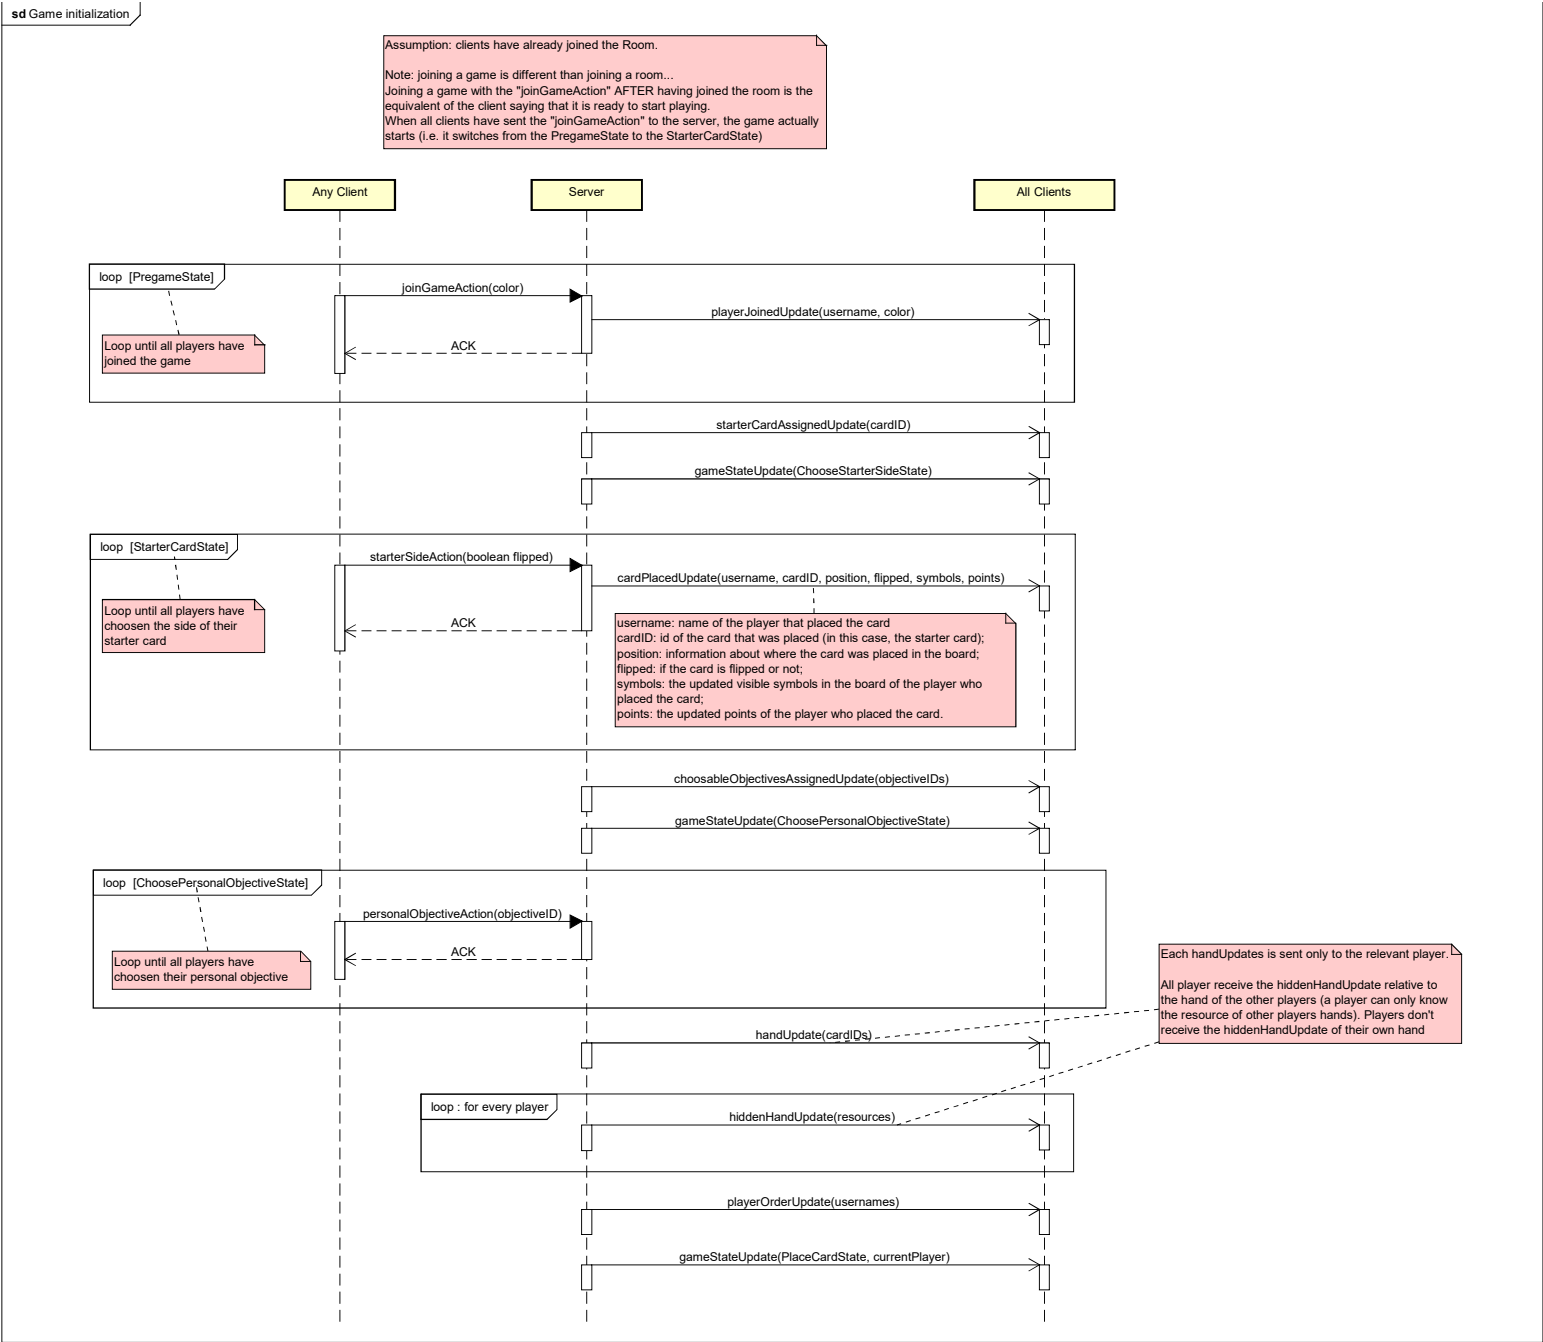 sd Game initialization
Assumption: clients have already joined the Room.
Note: joining a game is different than joining a room...
Joining a game with the "joinGameAction" AFTER having joined the room is the
equivalent of the client saying that it is ready to start playing.
When all clients have sent the "joinGameAction" to the server, the game actually
starts (i.e. it switches from the PregameState to the StarterCardState)
Any Client
Server
All Clients
loop [PregameState]
joinGameAction(color)
playerJoinedUpdate(username, color)
Loop until all players have
joined the game
ACK
starterCardAssignedUpdate(cardID)
gameStateUpdate(ChooseStarterSideState)
loop [StarterCardState]
starterSideAction(boolean flipped)
cardPlacedUpdate(username, cardID, position, flipped, symbols, points)
Loop until all players have
choosen the side of their
starter card
ACK
username: name of the player that placed the card
cardID: id of the card that was placed (in this case, the starter card);
position: information about where the card was placed in the board;
flipped: if the card is flipped or not;
symbols: the updated visible symbols in the board of the player who
placed the card;
points: the updated points of the player who placed the card.
choosableObjectivesAssignedUpdate(objectiveIDs)
gameStateUpdate(ChoosePersonalObjectiveState)
loop [ChoosePersonalObjectiveState]
personalObjectiveAction(objectiveID)
ACK
Loop until all players have
choosen their personal objective
Each handUpdates is sent only to the relevant player.
All player receive the hiddenHandUpdate relative to
the hand of the other players (a player can only know
the resource of other players hands). Players don't
receive the hiddenHandUpdate of their own hand
handUpdate(cardIDs)
loop : for every player
hiddenHandUpdate(resources)
playerOrderUpdate(usernames)
gameStateUpdate(PlaceCardState, currentPlayer)